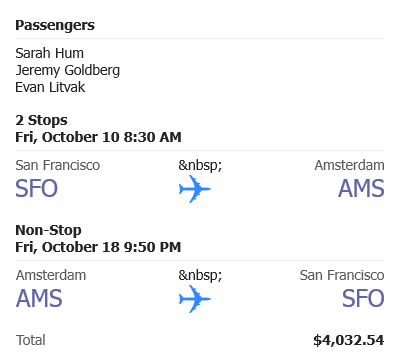 Passengers
Sarah Hum
Jeremy Goldberg
Evan Litvak
2 Stops
Fri, October 10 8:30 AM
San Francisco &nbsp; Amsterdam
SFO AMS
Non-Stop
Fri, October 18 9:50 PM
Amsterdam &nbsp; San Francisco
AMS SFO
Total $4,032.54